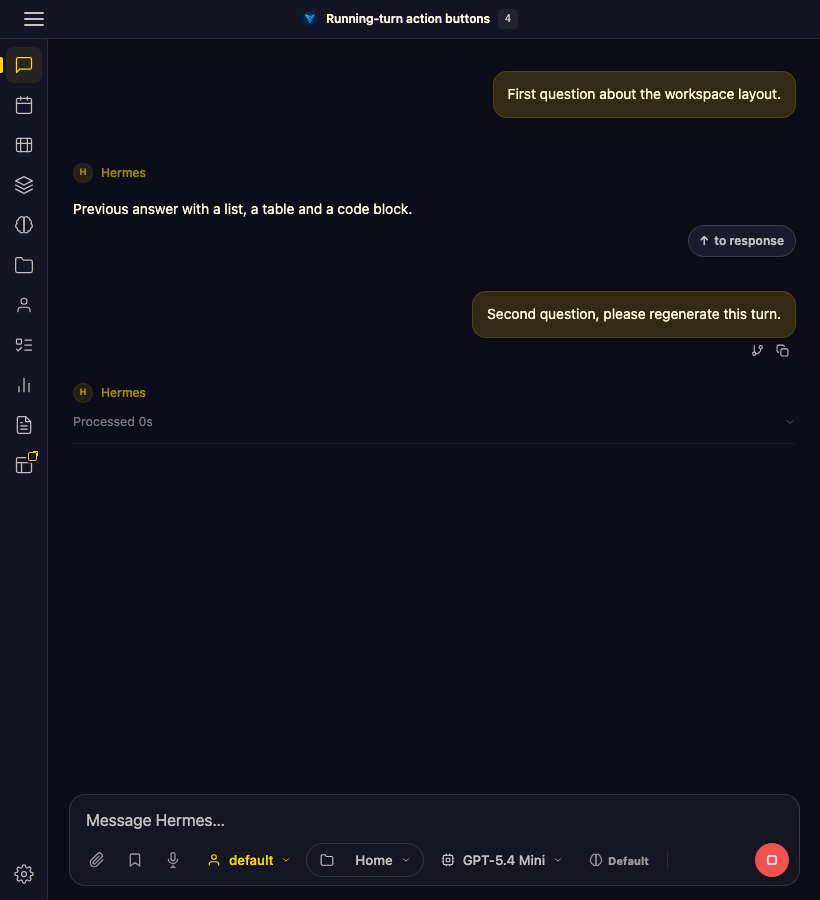 Running-turn action buttons 4
First question about the workspace layout.
H Hermes
Previous answer with a list, a table and a code block.
↑ to response
Second question, please regenerate this turn.
H Hermes
Processed 0s
Message Hermes...
default Home GPT-5.4 Mini Default